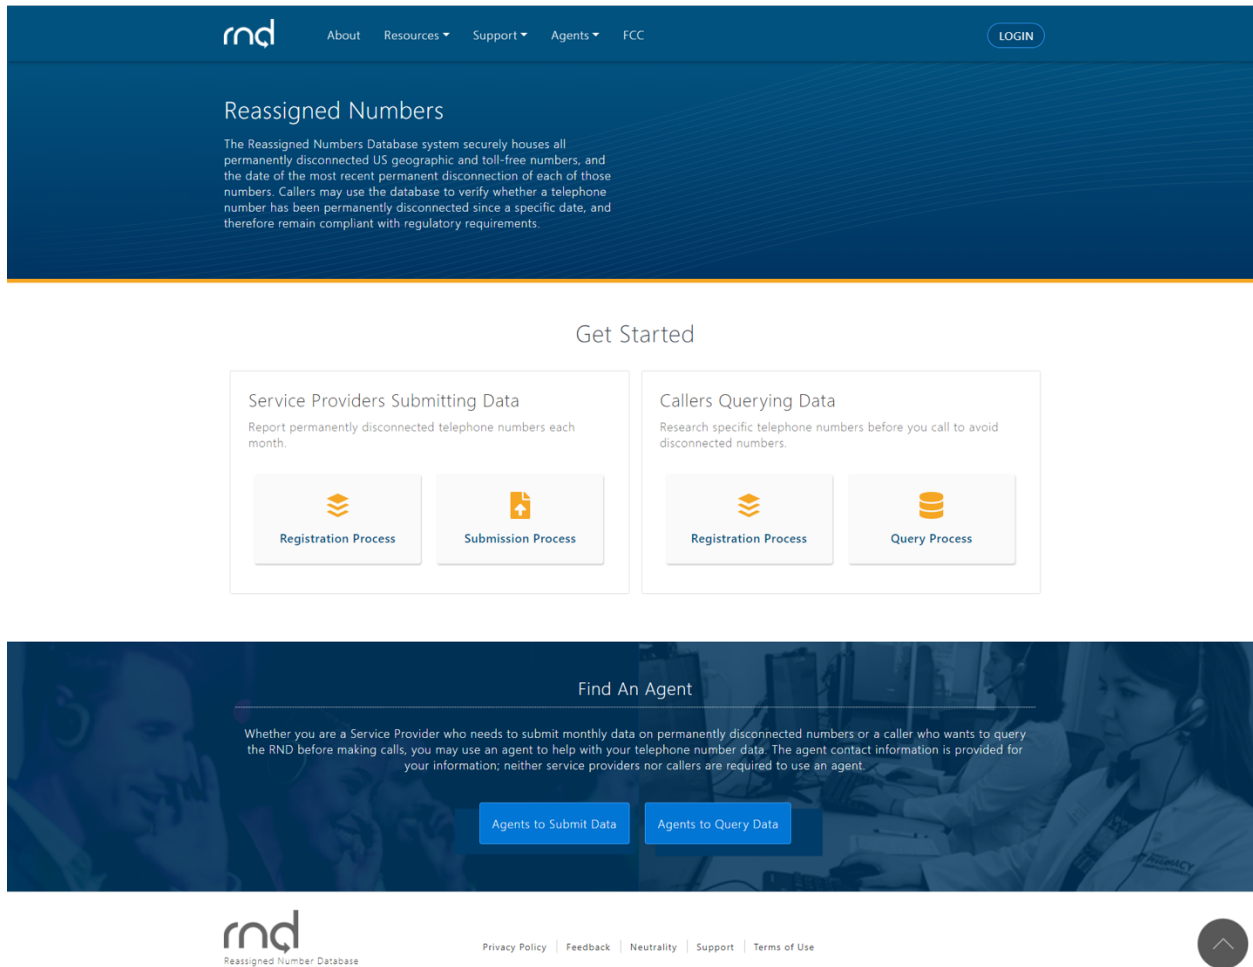 rnd
About Resources Support Agents FCC LOGIN
Reassigned Numbers
The Reassigned Numbers Database system securely houses all
permanently disconnected US geographic and toll-free numbers, and
the date of the most recent permanent disconnection of each of those
numbers. Callers may use the database to verify whether a telephone
number has been permanently disconnected since a specific date, and
therefore remain compliant with regulatory requirements.
Get Started
Service Providers Submitting Data
Report permanently disconnected telephone numbers each
month.
Registration Process
Submission Process
Callers Querying Data
Research specific telephone numbers before you call to avoid
disconnected numbers.
Registration Process
Query Process
Find An Agent
Whether you are a Service Provider who needs to submit monthly data on permanently disconnected numbers or a caller who wants to query
the RND before making calls, you may use an agent to help with your telephone number data. The agent contact information is provided for
your information; neither service providers nor callers are required to use an agent.
Agents to Submit Data
Agents to Query Data
rnd
Reassigned Number Database
Privacy Policy Feedback Neutrality Support Terms of Use